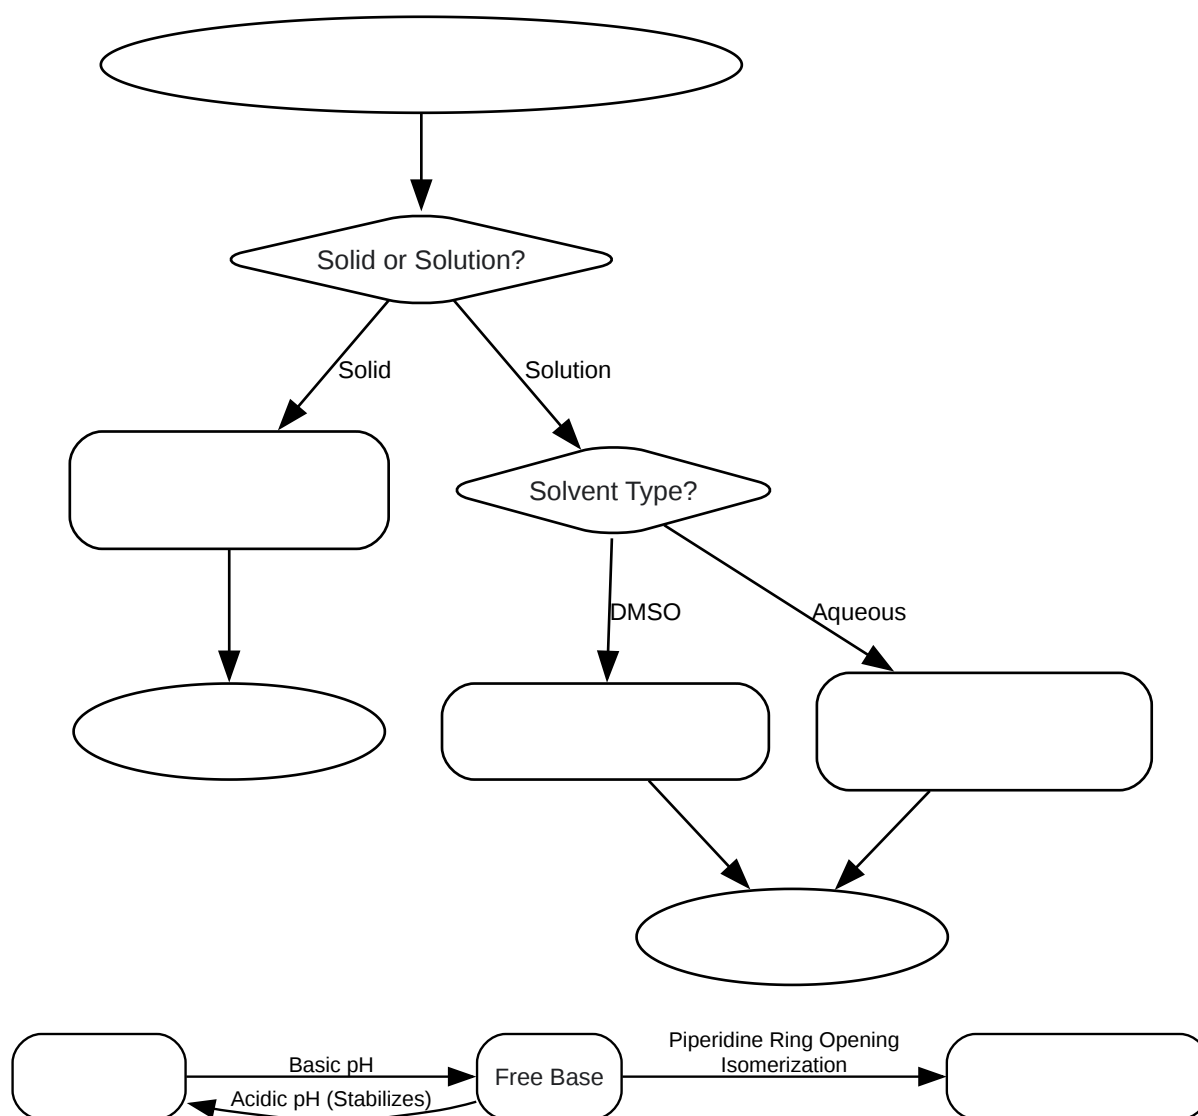 Solid or Solution?
Solid
Solution
Solvent Type?
DMSO
Aqueous
Piperidine Ring Opening
Isomerization
Basic pH
Free Base
Acidic pH (Stabilizes)